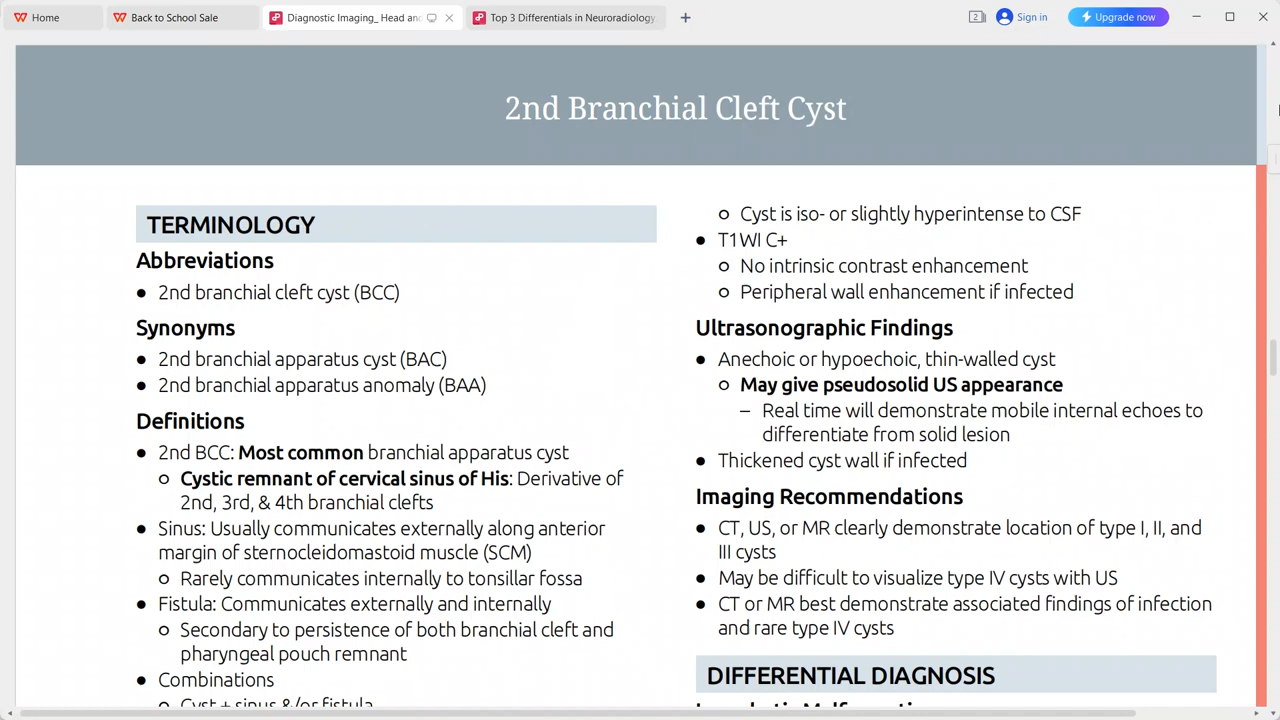 Home
Back to School Sale
Diagnostic Imaging_ Head an
Top 3 Differentials in Neuroradiology
2
Sign in
Upgrade now
2nd Branchial Cleft Cyst
TERMINOLOGY
Abbreviations
• 2nd branchial cleft cyst (BCC)
Synonyms
• 2nd branchial apparatus cyst (BAC)
• 2nd branchial apparatus anomaly (BAA)
Definitions
• 2nd BCC: Most common branchial apparatus cyst
○ Cystic remnant of cervical sinus of His: Derivative of
2nd, 3rd, & 4th branchial clefts
• Sinus: Usually communicates externally along anterior
margin of sternocleidomastoid muscle (SCM)
○ Rarely communicates internally to tonsillar fossa
• Fistula: Communicates externally and internally
○ Secondary to persistence of both branchial cleft and
pharyngeal pouch remnant
• Combinations
○ Cyst + sinus &/or fistula
○ Cyst is iso- or slightly hyperintense to CSF
• T1WI C+
○ No intrinsic contrast enhancement
○ Peripheral wall enhancement if infected
Ultrasonographic Findings
• Anechoic or hypoechoic, thin-walled cyst
○ May give pseudosolid US appearance
– Real time will demonstrate mobile internal echoes to
differentiate from solid lesion
• Thickened cyst wall if infected
Imaging Recommendations
• CT, US, or MR clearly demonstrate location of type I, II, and
III cysts
• May be difficult to visualize type IV cysts with US
• CT or MR best demonstrate associated findings of infection
and rare type IV cysts
DIFFERENTIAL DIAGNOSIS